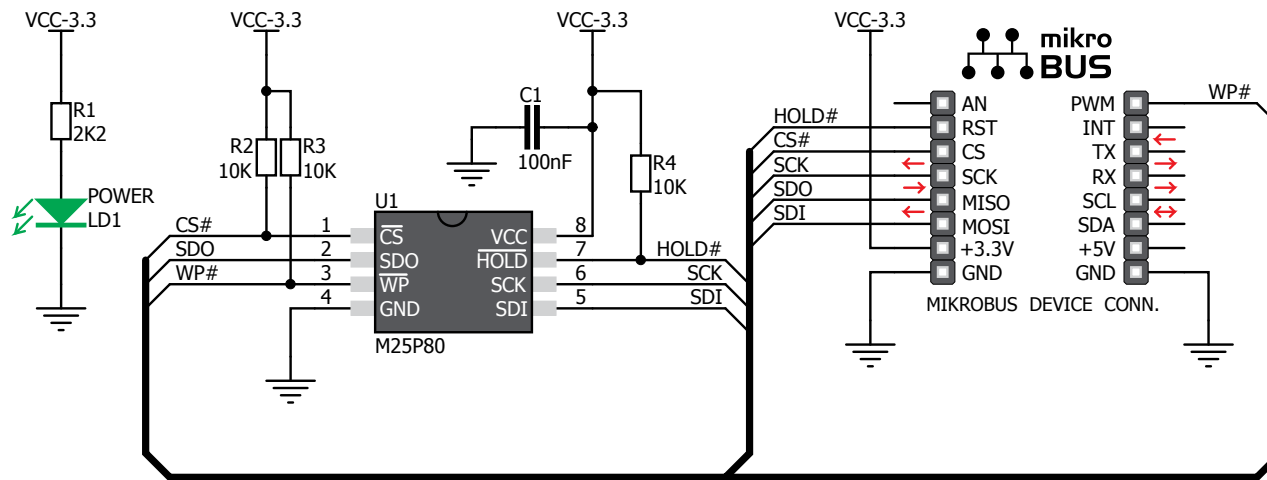 VCC-3.3
VCC-3.3
VCC-3.3
VCC-3.3
mikro
BUS
R1
2K2
POWER
LD1
R2
10K
R3
10K
C1
100nF
R4
10K
U1
CS#
SDO
WP#
1
2
3
4
CS
SDO
WP
GND
VCC
HOLD
SCK
SDI
8
7
6
5
HOLD#
SCK
SDI
M25P80
HOLD#
CS#
SCK
SDO
SDI
AN
RST
CS
SCK
MISO
MOSI
+3.3V
GND
PWM
INT
TX
RX
SCL
SDA
+5V
GND
WP#
MIKROBUS DEVICE CONN.